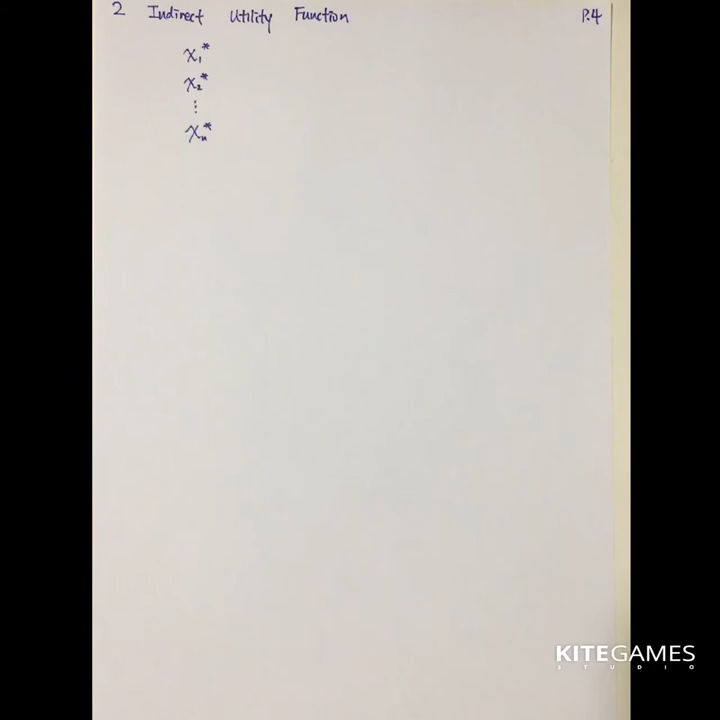 2 Indirect Utility Function P.4
x₁*
x₂*
⋮
xₙ*
KITEGAMES
STUDIO